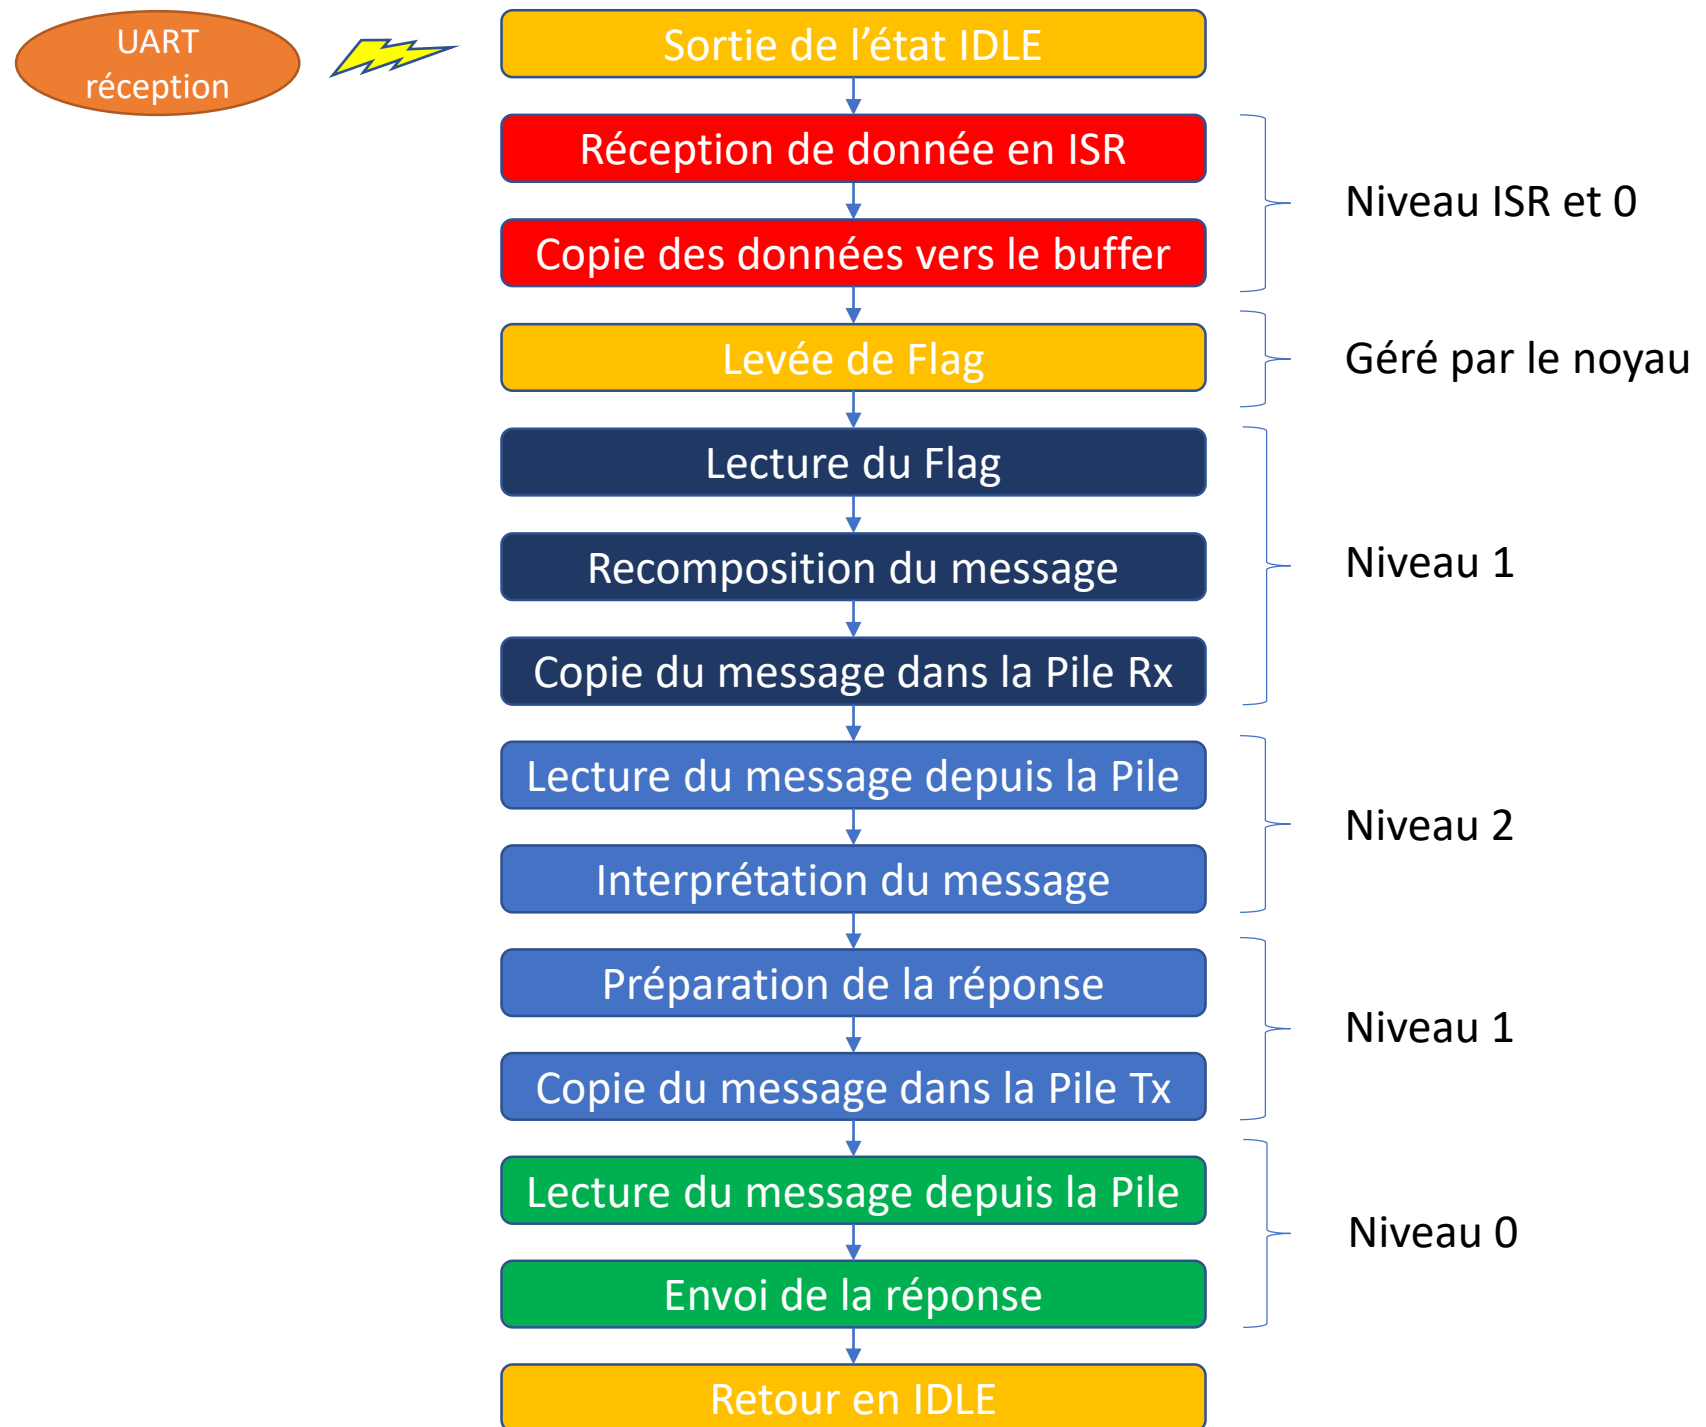 UART
réception
Sortie de l’état IDLE
Réception de donnée en ISR
Copie des données vers le buffer
Niveau ISR et 0
Levée de Flag
Géré par le noyau
Lecture du Flag
Recomposition du message
Copie du message dans la Pile Rx
Niveau 1
Lecture du message depuis la Pile
Interprétation du message
Niveau 2
Préparation de la réponse
Copie du message dans la Pile Tx
Niveau 1
Lecture du message depuis la Pile
Envoi de la réponse
Niveau 0
Retour en IDLE